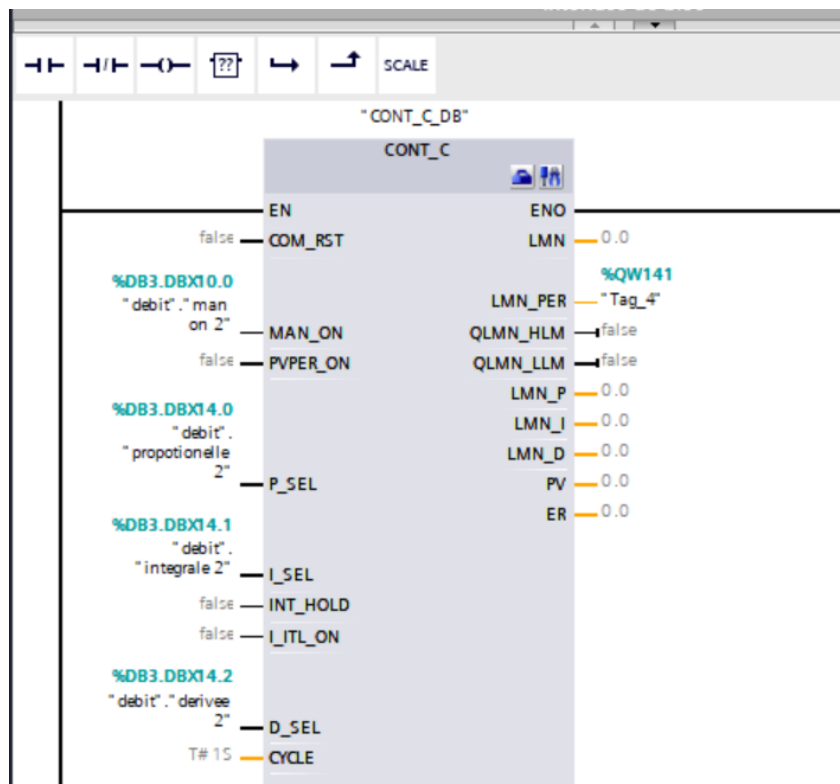 ??
SCALE
"CONT_C_DB"
CONT_C
EN
ENO
false
COM_RST
LMN
0.0
%DB3.DBX10.0
"debit"."man
on 2"
MAN_ON
%QW141
LMN_PER
"Tag_4"
QLMN_HLM
false
false
PVPER_ON
QLMN_LLM
false
LMN_P
0.0
%DB3.DBX14.0
"debit".
"propotionelle
2"
P_SEL
LMN_I
0.0
LMN_D
0.0
PV
0.0
ER
0.0
%DB3.DBX14.1
"debit".
"integrale 2"
I_SEL
false
INT_HOLD
false
I_ITL_ON
%DB3.DBX14.2
"debit"."derivee
2"
D_SEL
T# 1S
CYCLE